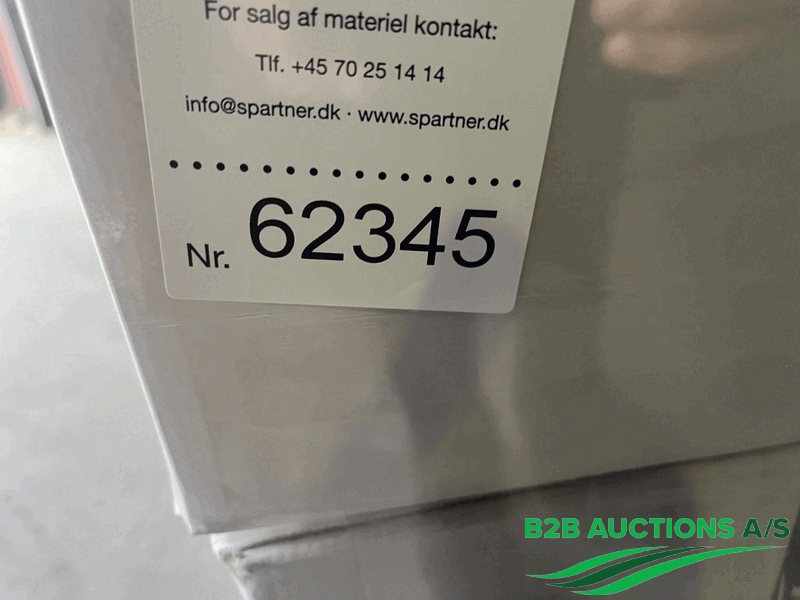 For salg af materiel kontakt:
Tlf. +45 70 25 14 14
info@spartner.dk · www.spartner.dk
Nr. 62345
B2B AUCTIONS A/S